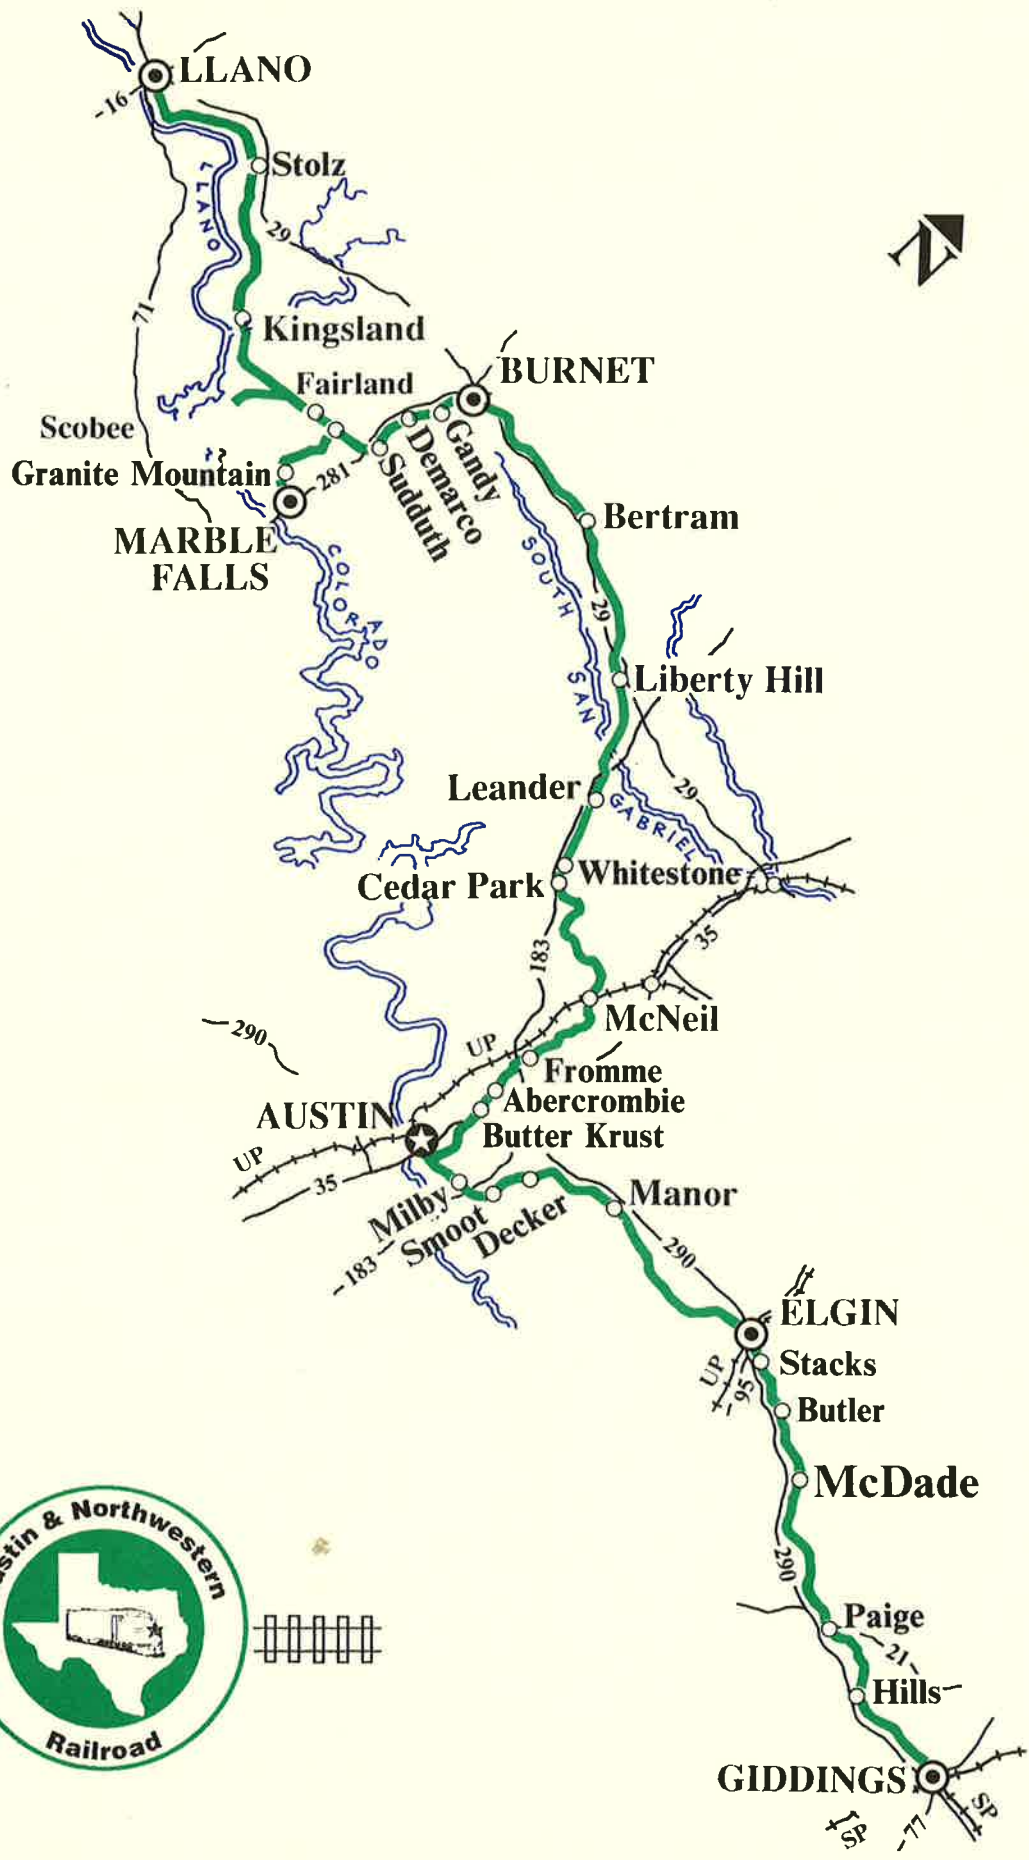 LLANO
-16-
Stolz
LLANO
29
71
Kingsland
BURNET
Fairland
Scobee
Gandy
Demarco
Sudduth
Granite Mountain
281
MARBLE
FALLS
Bertram
SOUTH
COLORADO
29
SAN
Liberty Hill
Leander
29
GABRIEL
Whitestone
Cedar Park
35
183
McNeil
290
UP
Fromme
Abercrombie
AUSTIN
Butter Krust
UP
35
Milby
Smoot
Decker
Manor
183
290
ELGIN
Stacks
UP
95
Butler
McDade
290
Paige
21
Hills
GIDDINGS
SP
77
SP
N
stin & Northwestern
Railroad